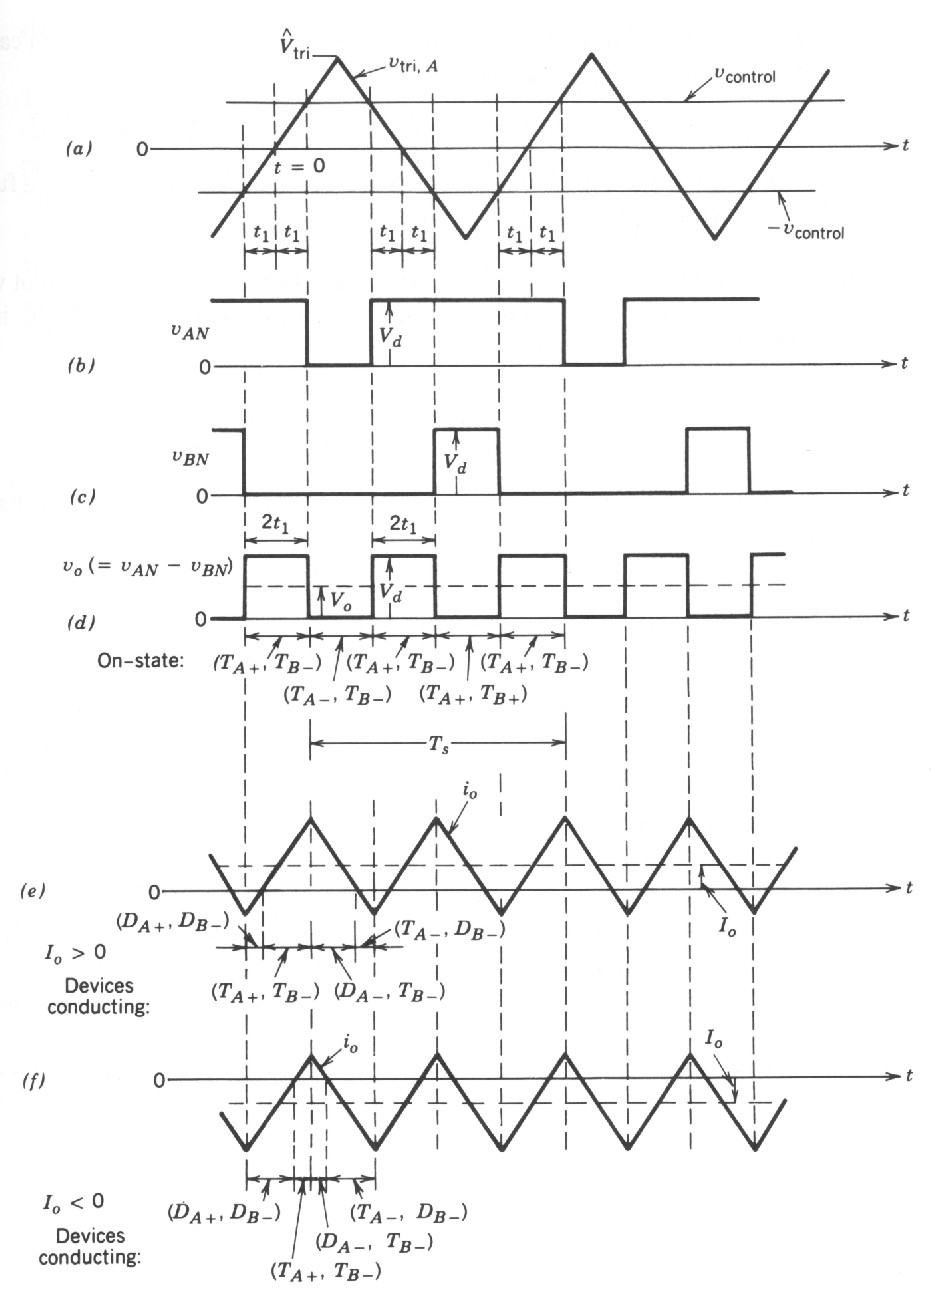 V̂tri
vtri, A
vcontrol
(a)
0
t
t = 0
−vcontrol
t1 t1 t1 t1 t1 t1
vAN
Vd
(b)
0
t
vBN
Vd
(c)
0
t
2t1 2t1
vo (= vAN − vBN)
Vo
Vd
(d)
0
t
On-state: (TA+, TB−) (TA+, TB−) (TA+, TB−)
(TA−, TB−) (TA+, TB+)
Ts
io
(e)
0
t
(DA+, DB−) (TA−, DB−)
Io
Io > 0
(TA+, TB−) (DA−, TB−)
Devices
conducting:
io
Io
(f)
0
t
Io < 0
(DA+, DB−) (TA−, DB−)
Devices
(DA−, TB−)
conducting:
(TA+, TB−)